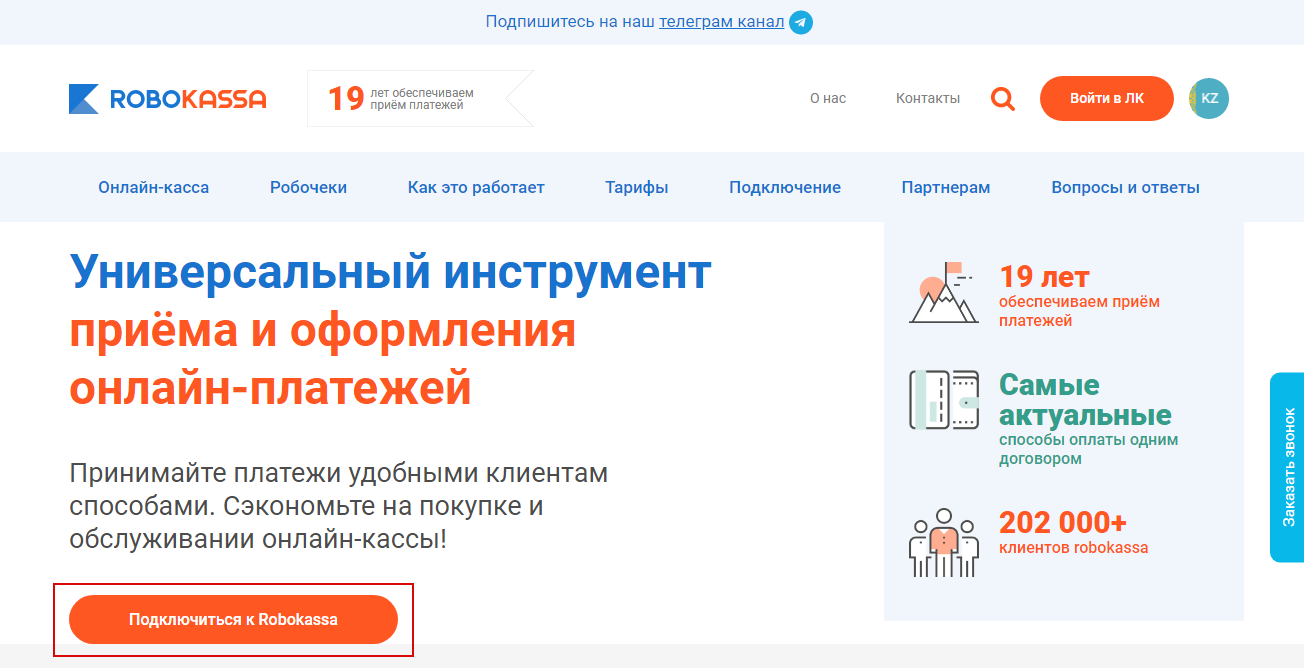 Подпишитесь на наш телеграм канал
ROBOKASSA
19 лет обеспечиваем
приём платежей
О нас
Контакты
Войти в ЛК
KZ
Онлайн-касса
Робочеки
Как это работает
Тарифы
Подключение
Партнерам
Вопросы и ответы
Универсальный инструмент
приёма и оформления
онлайн-платежей
Принимайте платежи удобными клиентам
способами. Сэкономьте на покупке и
обслуживании онлайн-кассы!
Подключиться к Robokassa
19 лет
обеспечиваем приём
платежей
Самые
актуальные
способы оплаты одним
договором
202 000+
клиентов robokassa
Заказать звонок